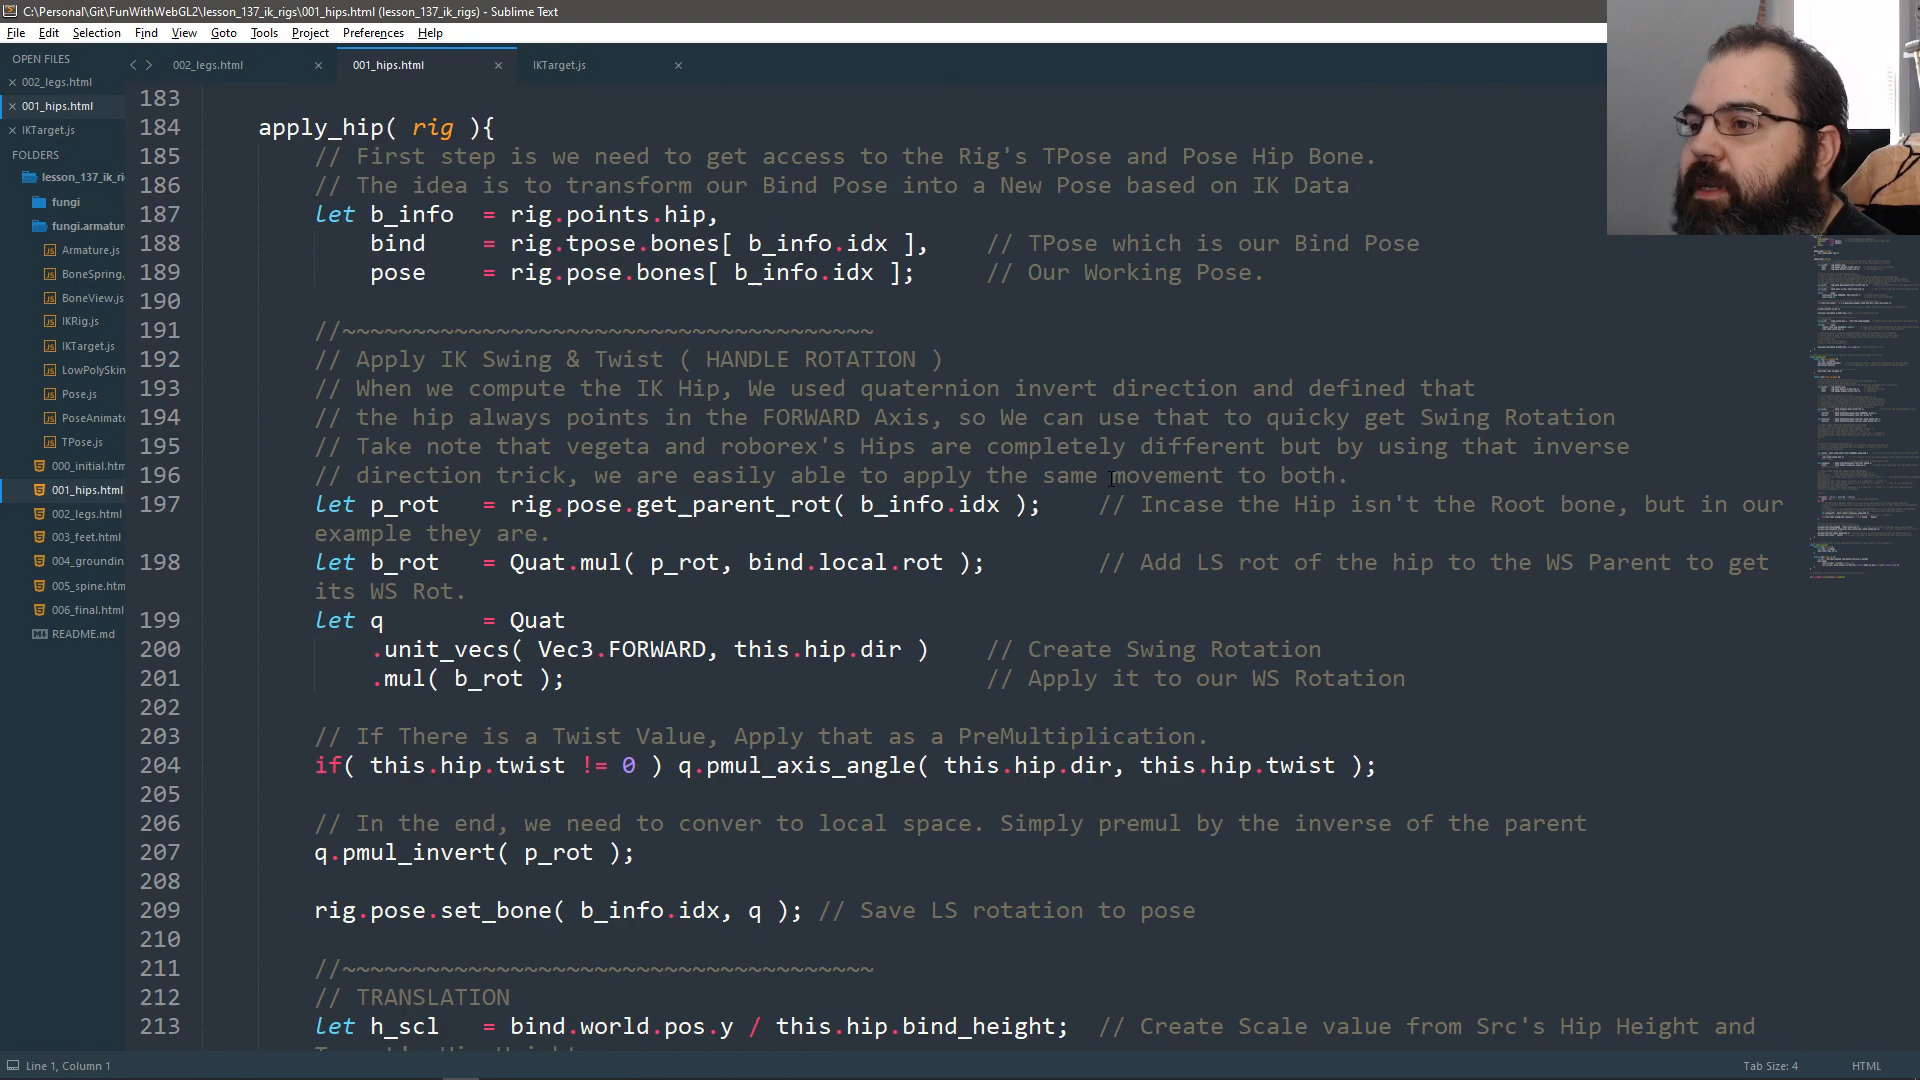 C:\Personal\Git\FunWithWebGL2\lesson_137_ik_rigs\001_hips.html (lesson_137_ik_rigs) - Sublime Text
File Edit Selection Find View Goto Tools Project Preferences Help
OPEN FILES
002_legs.html
001_hips.html
IKTarget.js
FOLDERS
lesson_137_ik_ri
fungi
fungi.armatur
Armature.js
BoneSpring.
BoneView.js
IKRig.js
IKTarget.js
LowPolySkin
Pose.js
PoseAnimato
TPose.js
000_initial.htm
001_hips.html
002_legs.html
003_feet.html
004_groundin
005_spine.htm
006_final.html
README.md
002_legs.html
001_hips.html
IKTarget.js
183
184 apply_hip( rig ){
185 // First step is we need to get access to the Rig's TPose and Pose Hip Bone.
186 // The idea is to transform our Bind Pose into a New Pose based on IK Data
187 let b_info = rig.points.hip,
188 bind = rig.tpose.bones[ b_info.idx ], // TPose which is our Bind Pose
189 pose = rig.pose.bones[ b_info.idx ]; // Our Working Pose.
190
191 //~~~~~~~~~~~~~~~~~~~~~~~~~~~~~~~~~~~~~~
192 // Apply IK Swing & Twist ( HANDLE ROTATION )
193 // When we compute the IK Hip, We used quaternion invert direction and defined that
194 // the hip always points in the FORWARD Axis, so We can use that to quicky get Swing Rotation
195 // Take note that vegeta and roborex's Hips are completely different but by using that inverse
196 // direction trick, we are easily able to apply the same movement to both.
197 let p_rot = rig.pose.get_parent_rot( b_info.idx ); // Incase the Hip isn't the Root bone, but in our
example they are.
198 let b_rot = Quat.mul( p_rot, bind.local.rot ); // Add LS rot of the hip to the WS Parent to get
its WS Rot.
199 let q = Quat
200 .unit_vecs( Vec3.FORWARD, this.hip.dir ) // Create Swing Rotation
201 .mul( b_rot ); // Apply it to our WS Rotation
202
203 // If There is a Twist Value, Apply that as a PreMultiplication.
204 if( this.hip.twist != 0 ) q.pmul_axis_angle( this.hip.dir, this.hip.twist );
205
206 // In the end, we need to conver to local space. Simply premul by the inverse of the parent
207 q.pmul_invert( p_rot );
208
209 rig.pose.set_bone( b_info.idx, q ); // Save LS rotation to pose
210
211 //~~~~~~~~~~~~~~~~~~~~~~~~~~~~~~~~~~~~~~
212 // TRANSLATION
213 let h_scl = bind.world.pos.y / this.hip.bind_height; // Create Scale value from Src's Hip Height and
Line 1, Column 1
Tab Size: 4
HTML